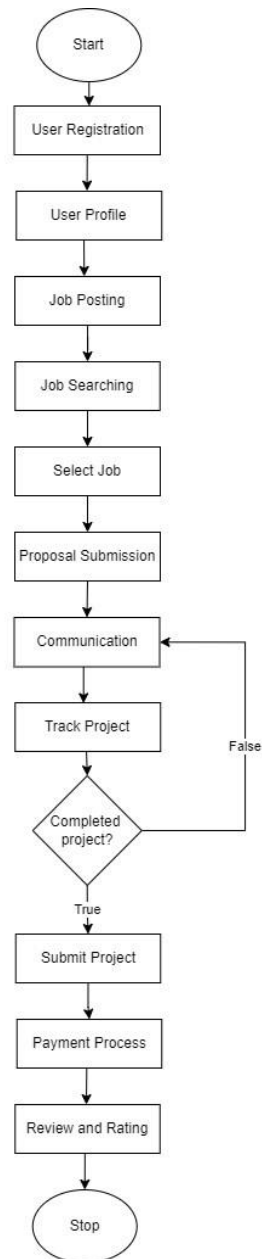 Start
User Registration
User Profile
Job Posting
Job Searching
Select Job
Proposal Submission
Communication
Track Project
False
Completed
project?
True
Submit Project
Payment Process
Review and Rating
Stop